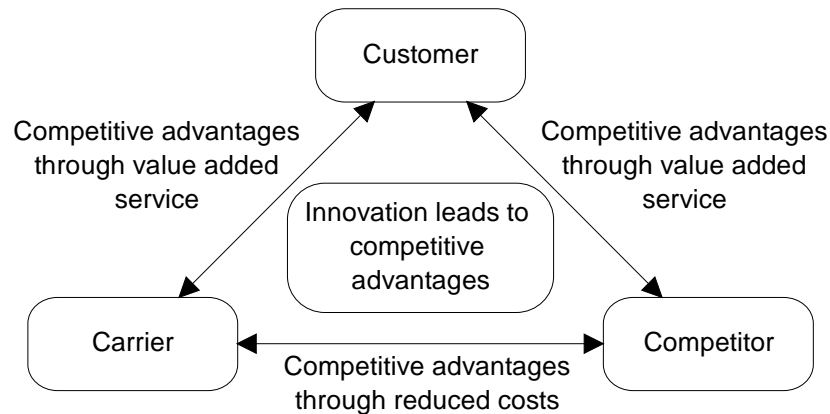 Customer
Competitive advantages
through value added
service
Competitive advantages
through value added
service
Innovation leads to
competitive
advantages
Carrier
Competitor
Competitive advantages
through reduced costs